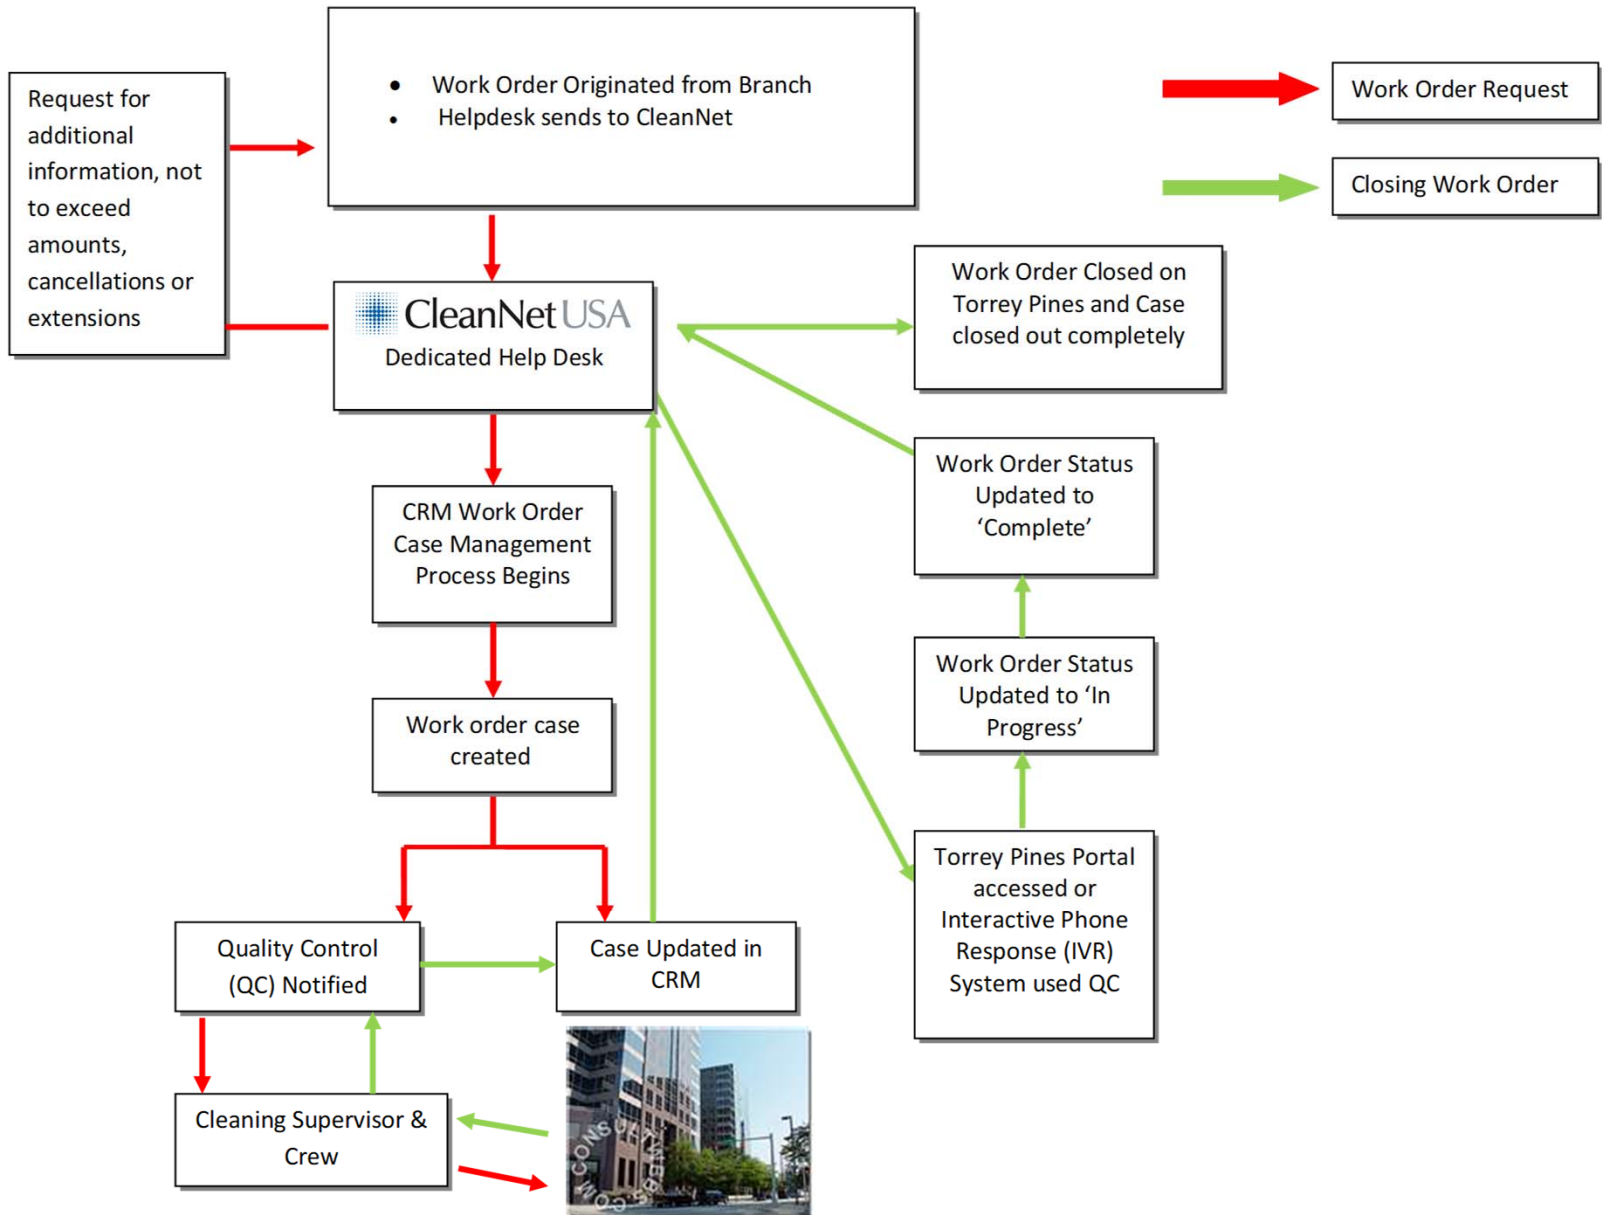 • Work Order Originated from Branch
• Helpdesk sends to CleanNet
Request for
additional
information, not
to exceed
amounts,
cancellations or
extensions
Work Order Request
Closing Work Order
CleanNet USA
Dedicated Help Desk
Work Order Closed on
Torrey Pines and Case
closed out completely
CRM Work Order
Case Management
Process Begins
Work Order Status
Updated to
‘Complete’
Work Order Status
Updated to ‘In
Progress’
Work order case
created
Torrey Pines Portal
accessed or
Interactive Phone
Response (IVR)
System used QC
Quality Control
(QC) Notified
Case Updated in
CRM
Cleaning Supervisor &
Crew